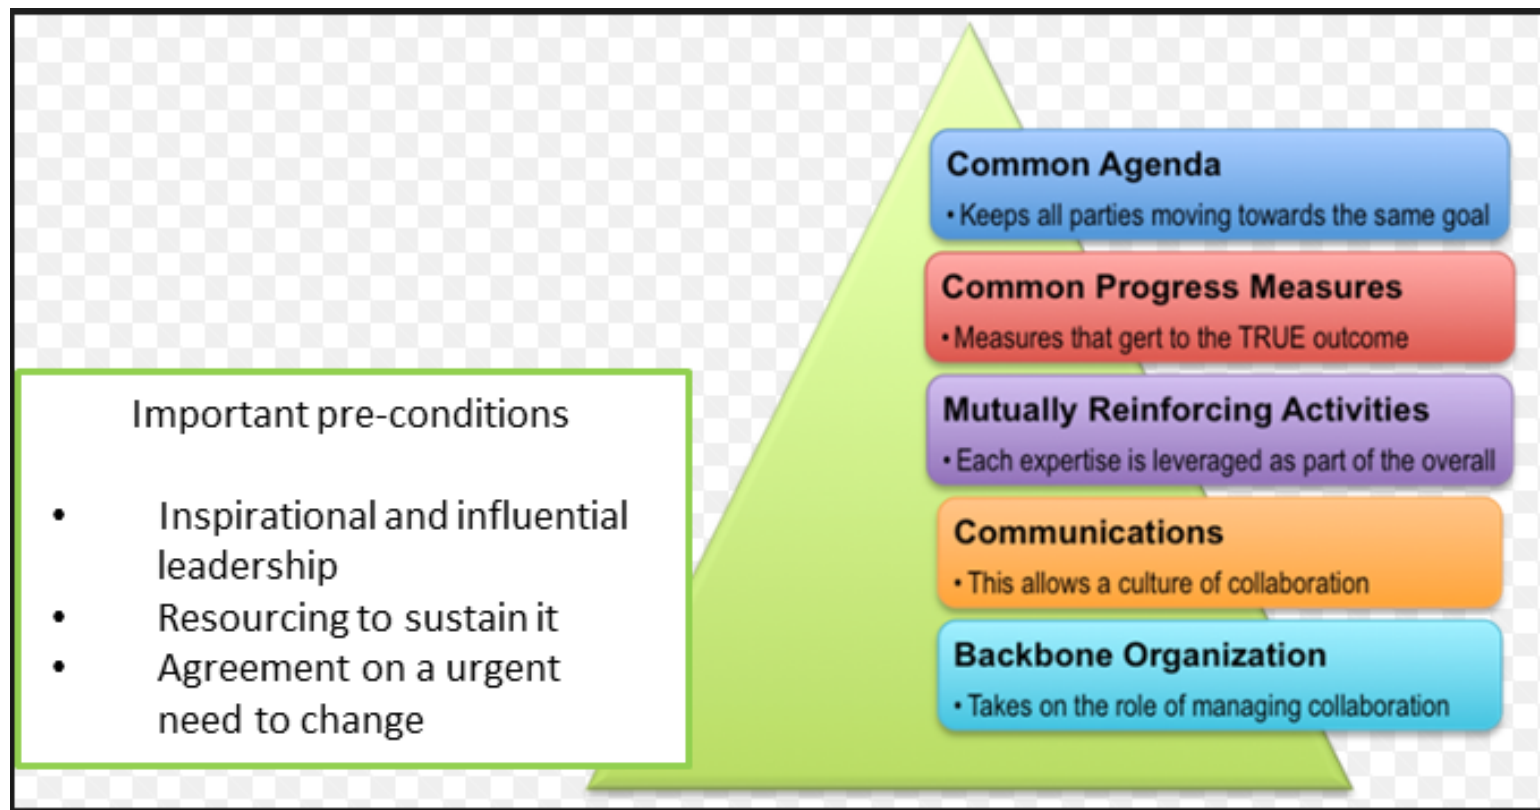 Common Agenda
• Keeps all parties moving towards the same goal
Common Progress Measures
• Measures that gert to the TRUE outcome
Mutually Reinforcing Activities
• Each expertise is leveraged as part of the overall
Communications
• This allows a culture of collaboration
Backbone Organization
• Takes on the role of managing collaboration
Important pre-conditions
• Inspirational and influential
leadership
• Resourcing to sustain it
• Agreement on a urgent
need to change